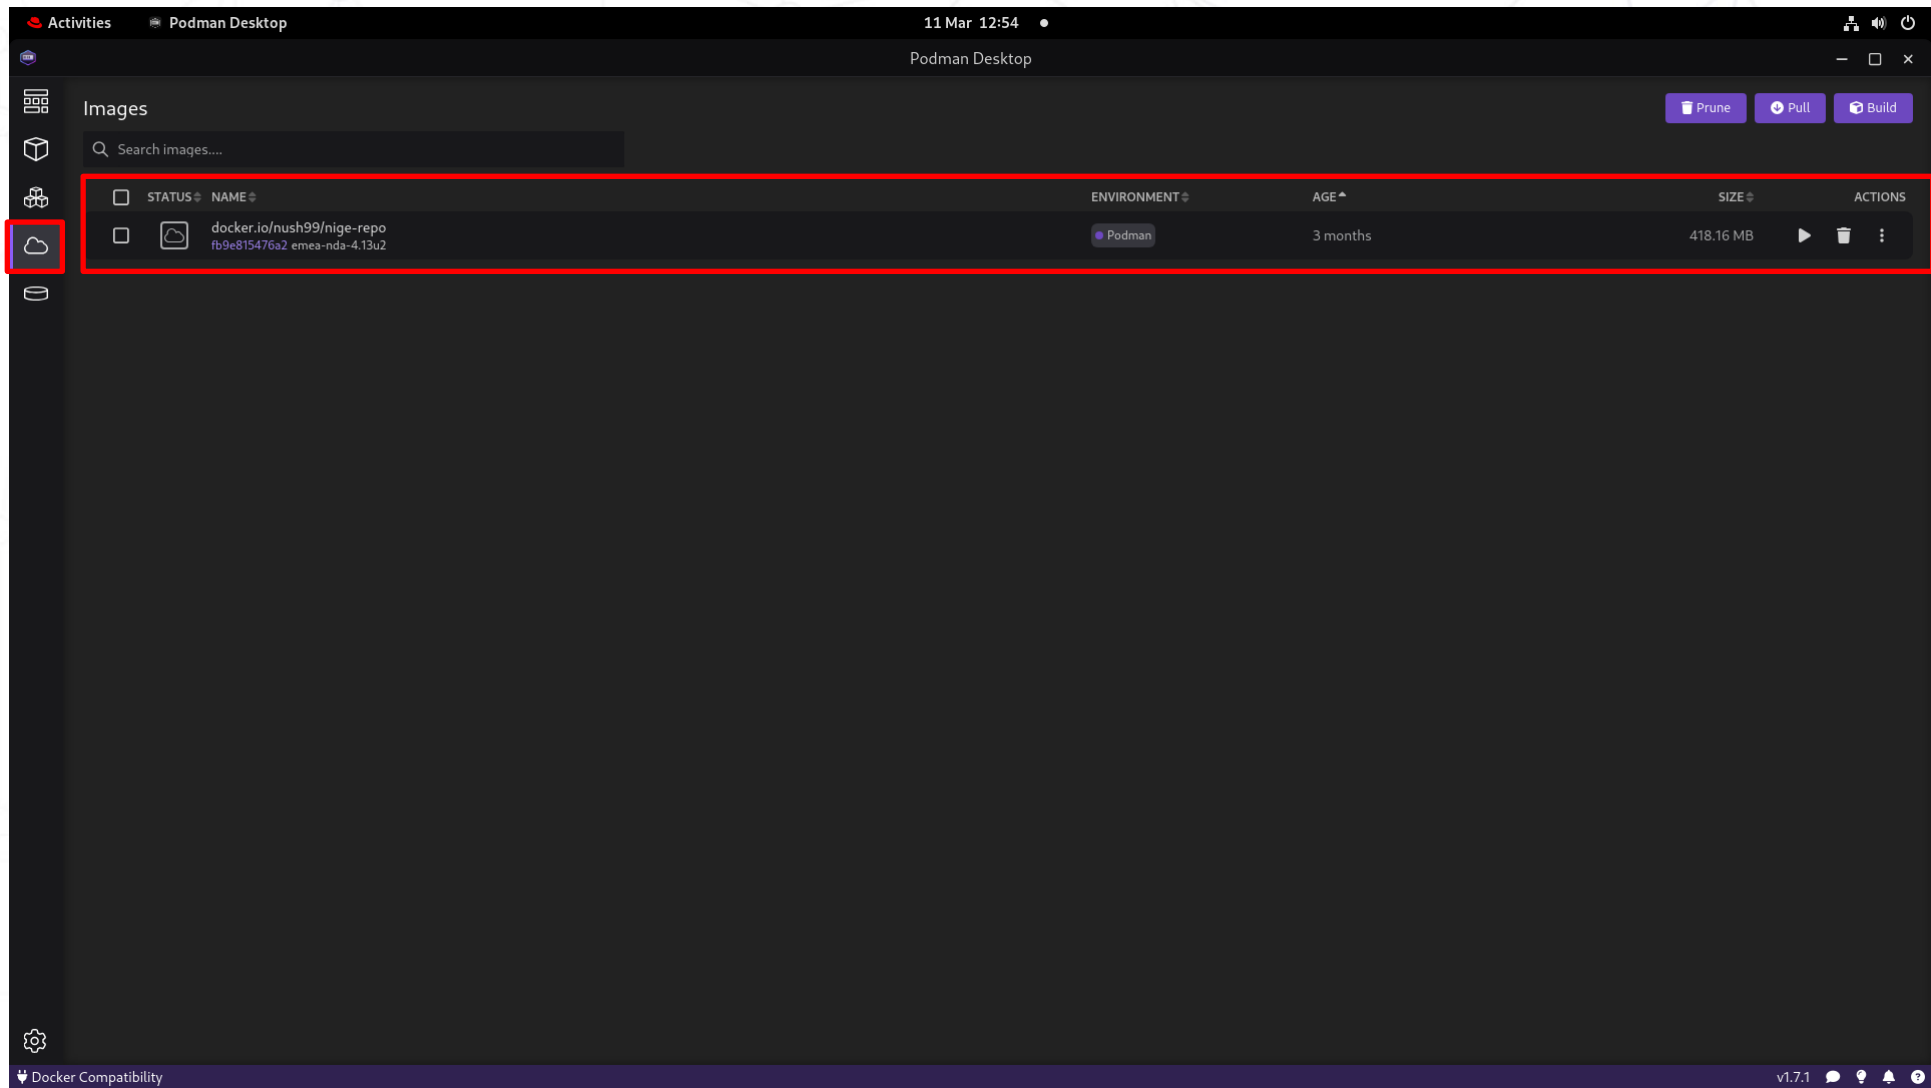 Activities Podman Desktop 11 Mar 12:54
Podman Desktop
Images Prune Pull Build
Search images....
STATUS NAME ENVIRONMENT AGE SIZE ACTIONS
docker.io/nush99/nige-repo
fb9e815476a2 emea-nda-4.13u2
Podman 3 months 418.16 MB
Docker Compatibility v1.7.1